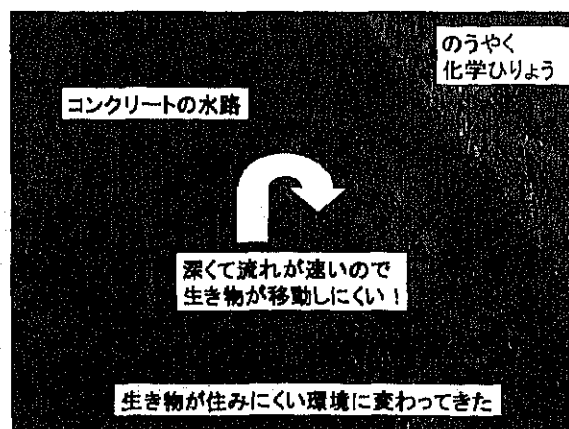 のうやく
化学ひりょう
コンクリートの水路
深くて流れが速いので
生き物が移動しにくい！
生き物が住みにくい環境に変わってきた